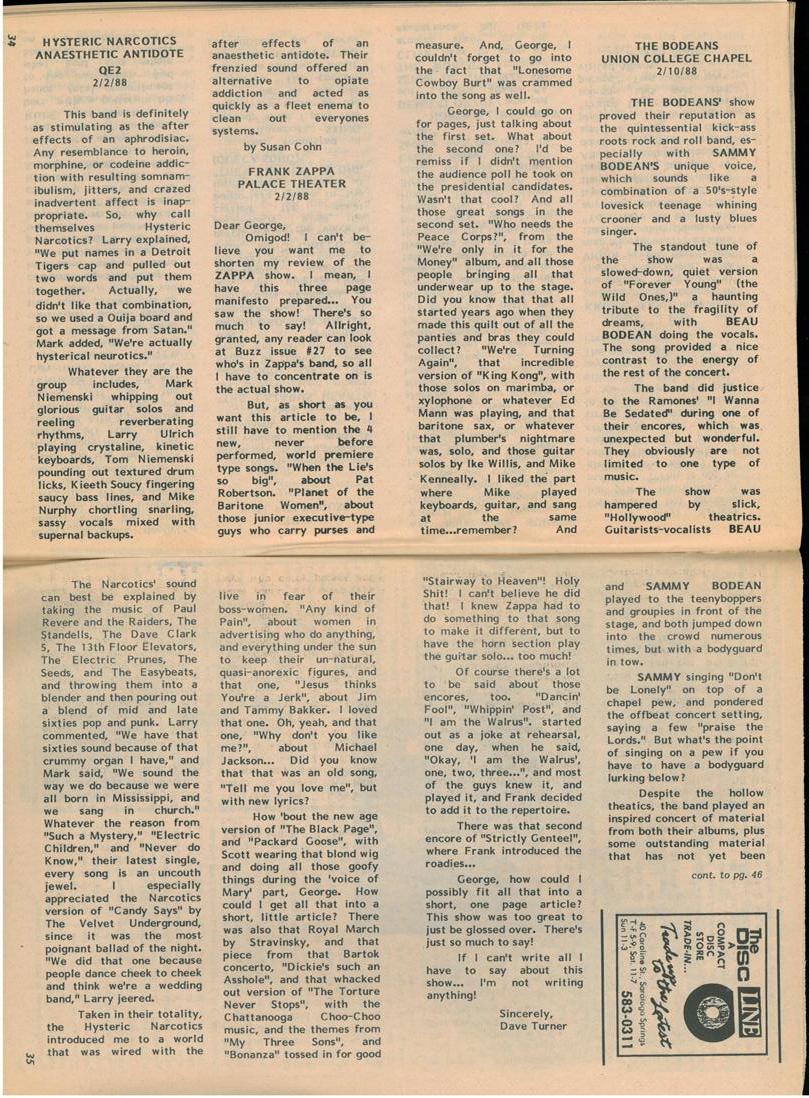 34
HYSTERIC NARCOTICS
ANAESTHETIC ANTIDOTE
QE2
2/2/88
This band is definitely
as stimulating as the after
effects of an aphrodisiac.
Any resemblance to heroin,
morphine, or codeine addic-
tion with resulting somnam-
ibulism, jitters, and crazed
inadvertent affect is inap-
propriate. So, why call
themselves Hysteric
Narcotics? Larry explained,
"We put names in a Detroit
Tigers cap and pulled out
two words and put them
together. Actually, we
didn't like that combination,
so we used a Ouija board and
got a message from Satan."
Mark added, "We're actually
hysterical neurotics."
Whatever they are the
group includes, Mark
Niemenski whipping out
glorious guitar solos and
reeling reverberating
rhythms, Larry Ulrich
playing crystaline, kinetic
keyboards, Tom Niemenski
pounding out textured drum
licks, Kieeth Soucy fingering
saucy bass lines, and Mike
Nurphy chortling snarling,
sassy vocals mixed with
supernal backups.
The Narcotics' sound
can best be explained by
taking the music of Paul
Revere and the Raiders, The
Standells, The Dave Clark
5, The 13th Floor Elevators,
The Electric Prunes, The
Seeds, and The Easybeats,
and throwing them into a
blender and then pouring out
a blend of mid and late
sixties pop and punk. Larry
commented, "We have that
sixties sound because of that
crummy organ I have," and
Mark said, "We sound the
way we do because we were
all born in Mississippi, and
we sang in church."
Whatever the reason from
"Such a Mystery," "Electric
Children," and "Never do
Know," their latest single,
every song is an uncouth
jewel. I especially
appreciated the Narcotics
version of "Candy Says" by
The Velvet Underground,
since it was the most
poignant ballad of the night.
"We did that one because
people dance cheek to cheek
and think we're a wedding
band," Larry jeered.
Taken in their totality,
the Hysteric Narcotics
introduced me to a world
that was wired with the
35
after effects of an
anaesthetic antidote. Their
frenzied sound offered an
alternative to opiate
addiction and acted as
quickly as a fleet enema to
clean out everyones
systems.
by Susan Cohn
FRANK ZAPPA
PALACE THEATER
2/2/88
Dear George,
Omigod! I can't be-
lieve you want me to
shorten my review of the
ZAPPA show. I mean, I
have this three page
manifesto prepared... You
saw the show! There's so
much to say! Allright,
granted, any reader can look
at Buzz issue #27 to see
who's in Zappa's band, so all
I have to concentrate on is
the actual show.
But, as short as you
want this article to be, I
still have to mention the 4
new, never before
performed, world premiere
type songs. "When the Lie's
so big", about Pat
Robertson. "Planet of the
Baritone Women", about
those junior executive-type
guys who carry purses and
live in fear of their
boss-women. "Any kind of
Pain", about women in
advertising who do anything,
and everything under the sun
to keep their un-natural,
quasi-anorexic figures, and
that one, "Jesus thinks
You're a Jerk", about Jim
and Tammy Bakker. I loved
that one. Oh, yeah, and that
one, "Why don't you like
me?", about Michael
Jackson... Did you know
that that was an old song,
"Tell me you love me", but
with new lyrics?
How 'bout the new age
version of "The Black Page",
and "Packard Goose", with
Scott wearing that blond wig
and doing all those goofy
things during the 'voice of
Mary' part, George. How
could I get all that into a
short, little article? There
was also that Royal March
by Stravinsky, and that
piece from that Bartok
concerto, "Dickie's such an
Asshole", and that whacked
out version of "The Torture
Never Stops", with the
Chattanooga Choo-Choo
music, and the themes from
"My Three Sons", and
"Bonanza" tossed in for good
measure. And, George, I
couldn't forget to go into
the fact that "Lonesome
Cowboy Burt" was crammed
into the song as well.
George, I could go on
for pages, just talking about
the first set. What about
the second one? I'd be
remiss if I didn't mention
the audience poll he took on
the presidential candidates.
Wasn't that cool? And all
those great songs in the
second set. "Who needs the
Peace Corps?", from the
"We're only in it for the
Money" album, and all those
people bringing all that
underwear up to the stage.
Did you know that that all
started years ago when they
made this quilt out of all the
panties and bras they could
collect? "We're Turning
Again", that incredible
version of "King Kong", with
those solos on marimba, or
xylophone or whatever Ed
Mann was playing, and that
baritone sax, or whatever
that plumber's nightmare
was, solo, and those guitar
solos by Ike Willis, and Mike
Kenneally. I liked the part
where Mike played
keyboards, guitar, and sang
at the same
time...remember? And
"Stairway to Heaven"! Holy
Shit! I can't believe he did
that! I knew Zappa had to
do something to that song
to make it different, but to
have the horn section play
the guitar solo... too much!
Of course there's a lot
to be said about those
encores, too. "Dancin'
Fool", "Whippin' Post", and
"I am the Walrus". started
out as a joke at rehearsal,
one day, when he said,
"Okay, 'I am the Walrus',
one, two, three...", and most
of the guys knew it, and
played it, and Frank decided
to add it to the repertoire.
There was that second
encore of "Strictly Genteel",
where Frank introduced the
roadies...
George, how could I
possibly fit all that into a
short, one page article?
This show was too great to
just be glossed over. There's
just so much to say!
If I can't write all I
have to say about this
show... I'm not writing
anything!
Sincerely,
Dave Turner
THE BODEANS
UNION COLLEGE CHAPEL
2/10/88
THE BODEANS' show
proved their reputation as
the quintessential kick-ass
roots rock and roll band, es-
pecially with SAMMY
BODEAN'S unique voice,
which sounds like a
combination of a 50's-style
lovesick teenage whining
crooner and a lusty blues
singer.
The standout tune of
the show was a
slowed-down, quiet version
of "Forever Young" (the
Wild Ones,)" a haunting
tribute to the fragility of
dreams, with BEAU
BODEAN doing the vocals.
The song provided a nice
contrast to the energy of
the rest of the concert.
The band did justice
to the Ramones' "I Wanna
Be Sedated" during one of
their encores, which was
unexpected but wonderful.
They obviously are not
limited to one type of
music.
The show was
hampered by slick,
"Hollywood" theatrics.
Guitarists-vocalists BEAU
and SAMMY BODEAN
played to the teenyboppers
and groupies in front of the
stage, and both jumped down
into the crowd numerous
times, but with a bodyguard
in tow.
SAMMY singing "Don't
be Lonely" on top of a
chapel pew, and pondered
the offbeat concert setting,
saying a few "praise the
Lords." But what's the point
of singing on a pew if you
have to have a bodyguard
lurking below?
Despite the hollow
theatics, the band played an
inspired concert of material
from both their albums, plus
some outstanding material
that has not yet been
cont. to pg. 46
The
DISC LINE
A
COMPACT
DISC
STORE
TRADE-IN...
Trade up to the Latest
40 Caroline St., Saratoga Springs
T-F 5-9, Sat. 11-7
Sun 11-3
583-0311